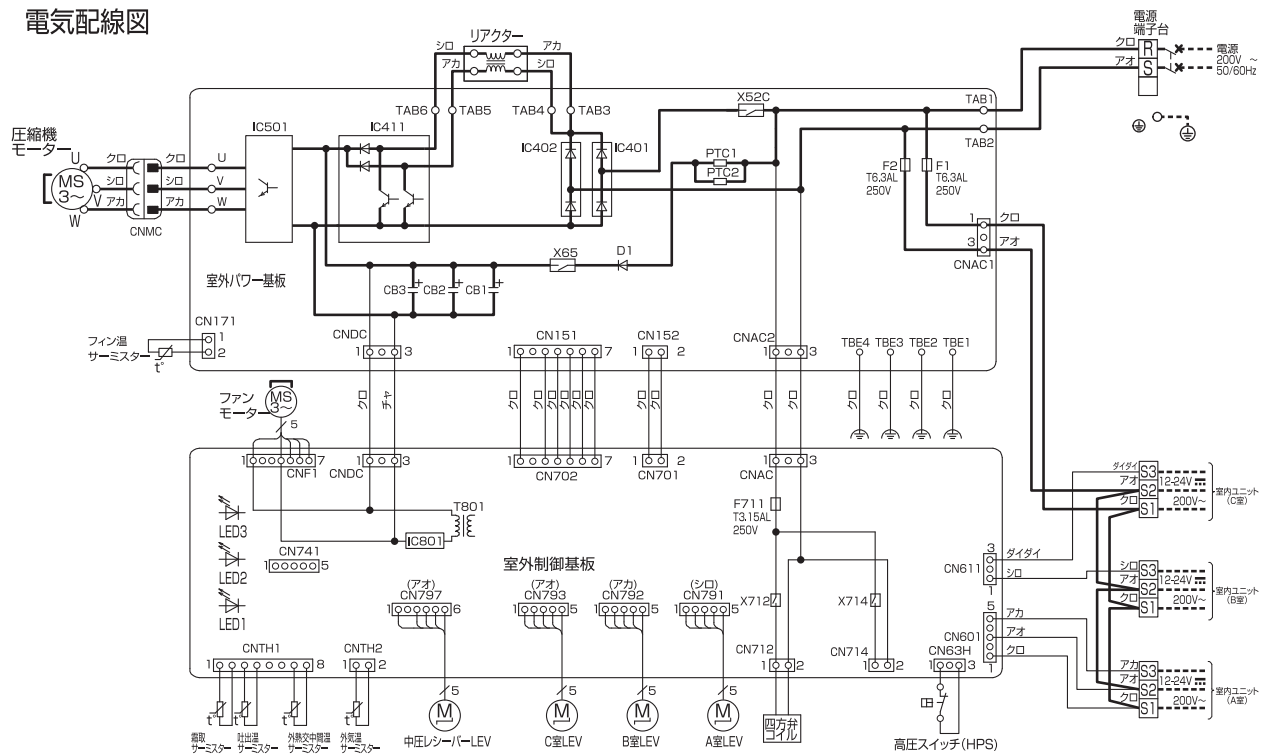 電気配線図
リアクター
シロ アカ
アカ シロ
TAB6 TAB5 TAB4 TAB3
電源
端子台
クロ R
アオ S
電源
200V ~
50/60Hz
X52C
TAB1
TAB2
圧縮機
モーター
MS
3~
U
V
W
クロ クロ U
シロ シロ V
アカ アカ W
CNMC
IC501
IC411
IC402
IC401
PTC1
PTC2
F2
T6.3AL
250V
F1
T6.3AL
250V
1 クロ
3 アオ
CNAC1
X65
D1
CB3 CB2 CB1
+ + +
室外パワー基板
CN171
1
2
フィン温
サーミスター
t°
CNDC
1 3
CN151
1 7
CN152
1 2
CNAC2
1 3
TBE4 TBE3 TBE2 TBE1
ファン
モーター
MS
3~
5
クロ チャ
クロ クロ クロ クロ クロ クロ
クロ クロ
クロ クロ
クロ クロ クロ クロ
1 7
CNF1
1 3
CNDC
1 7
CN702
1 2
CN701
1 3
CNAC
LED3
LED2
LED1
T801
IC801
CN741
1 5
F711
T3.15AL
250V
室外制御基板
(アオ)
CN797
1 6
(アオ)
CN793
1 5
(アカ)
CN792
1 5
(シロ)
CN791
1 5
X712
X714
CN712
1 2
CN714
1 2
CN63H
1 3
3
CN611
1
ダイダイ
シロ
5
CN601
1
アカ
アオ
クロ
ダイダイ S3
アオ S2
クロ S1
12-24V
200V~
室内ユニット
(C室)
シロ S3
アオ S2
クロ S1
12-24V
200V~
室内ユニット
(B室)
アカ S3
アオ S2
クロ S1
12-24V
200V~
室内ユニット
(A室)
CNTH1
1 8
CNTH2
1 2
t° t° t° t°
霜取
サーミスター
吐出温
サーミスター
外熱交中間温
サーミスター
外気温
サーミスター
5
M
中圧レシーバーLEV
5
M
C室LEV
5
M
B室LEV
5
M
A室LEV
四方弁
コイル
高圧スイッチ(HPS)